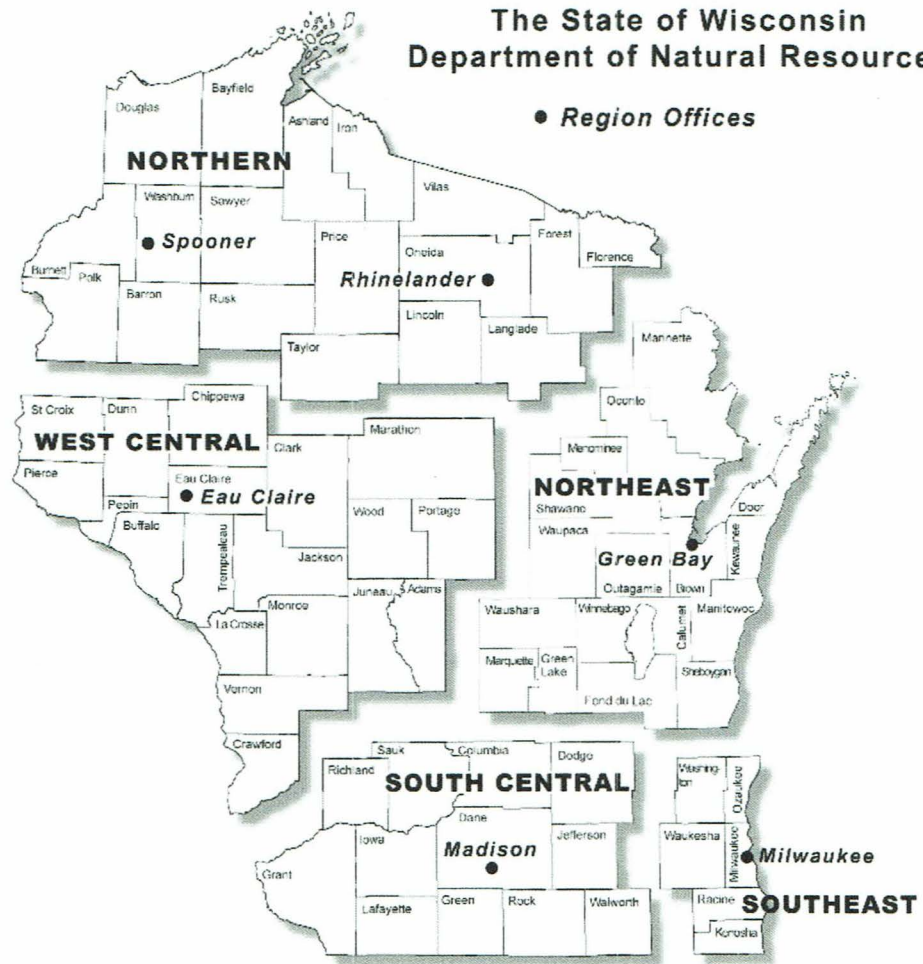 The State of Wisconsin
Department of Natural Resource
Region Offices
Douglas
Bayfield
Ashland
Iron
NORTHERN
Vilas
Washburn
Sawyer
Spooner
Price
Oneida
Forest
Florence
Rhinelander
Burnett
Polk
Barron
Rusk
Lincoln
Langlade
Taylor
Marinette
Oconto
Menominee
NORTHEAST
Shawano
Waupaca
Door
Green Bay
Kewaunee
Outagamie
Brown
Waushara
Winnebago
Calumet
Manitowoc
Marquette
Green
Lake
Sheboygan
Fond du Lac
Chippewa
St Croix
Dunn
WEST CENTRAL
Clark
Marathon
Pierce
Eau Claire
Eau Claire
Pepin
Buffalo
Wood
Portage
Trempealeau
Jackson
Monroe
Juneau
Adams
La Crosse
Vernon
Crawford
Sauk
Columbia
Dodge
Richland
SOUTH CENTRAL
Dane
Iowa
Jefferson
Madison
Grant
Lafayette
Green
Rock
Walworth
Washing-
ton
Ozaukee
Waukesha
Milwaukee
Milwaukee
Racine
SOUTHEAST
Kenosha